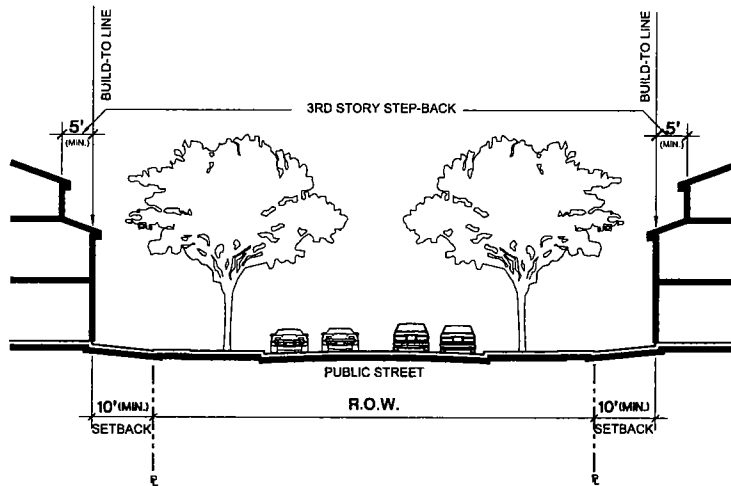 BUILD-TO LINE
BUILD-TO LINE
3RD STORY STEP-BACK
5'
(MIN.)
5'
(MIN.)
PUBLIC STREET
10'(MIN.)
SETBACK
R.O.W.
10'(MIN.)
SETBACK